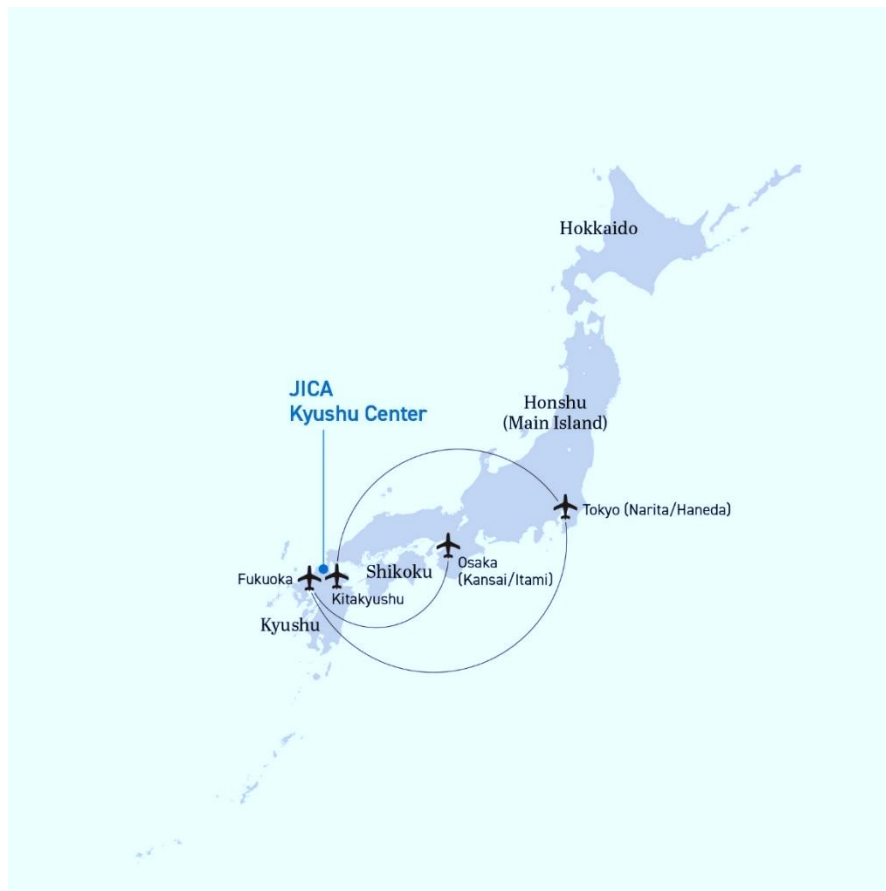 Hokkaido
JICA
Kyushu Center
Honshu
(Main Island)
Tokyo (Narita/Haneda)
Osaka
(Kansai/Itami)
Shikoku
Fukuoka
Kitakyushu
Kyushu